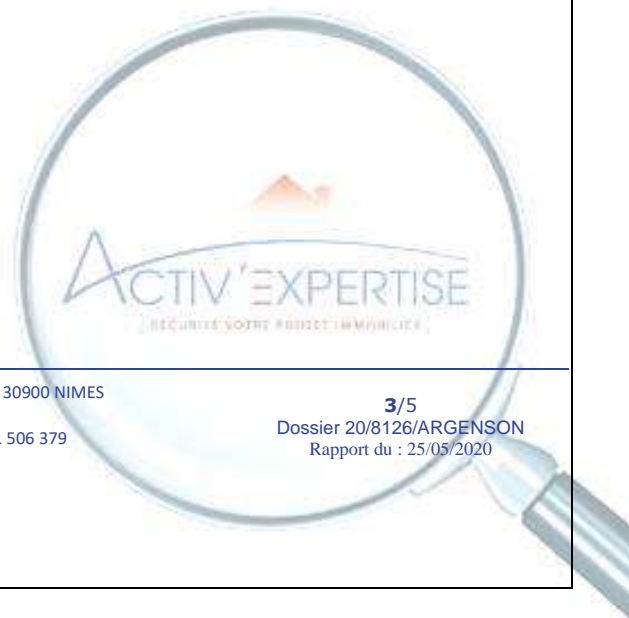 ACTIV'EXPERTISE
SECURISE VOTRE PROJET IMMOBILIER
30900 NIMES
506 379
3/5
Dossier 20/8126/ARGENSON
Rapport du : 25/05/2020